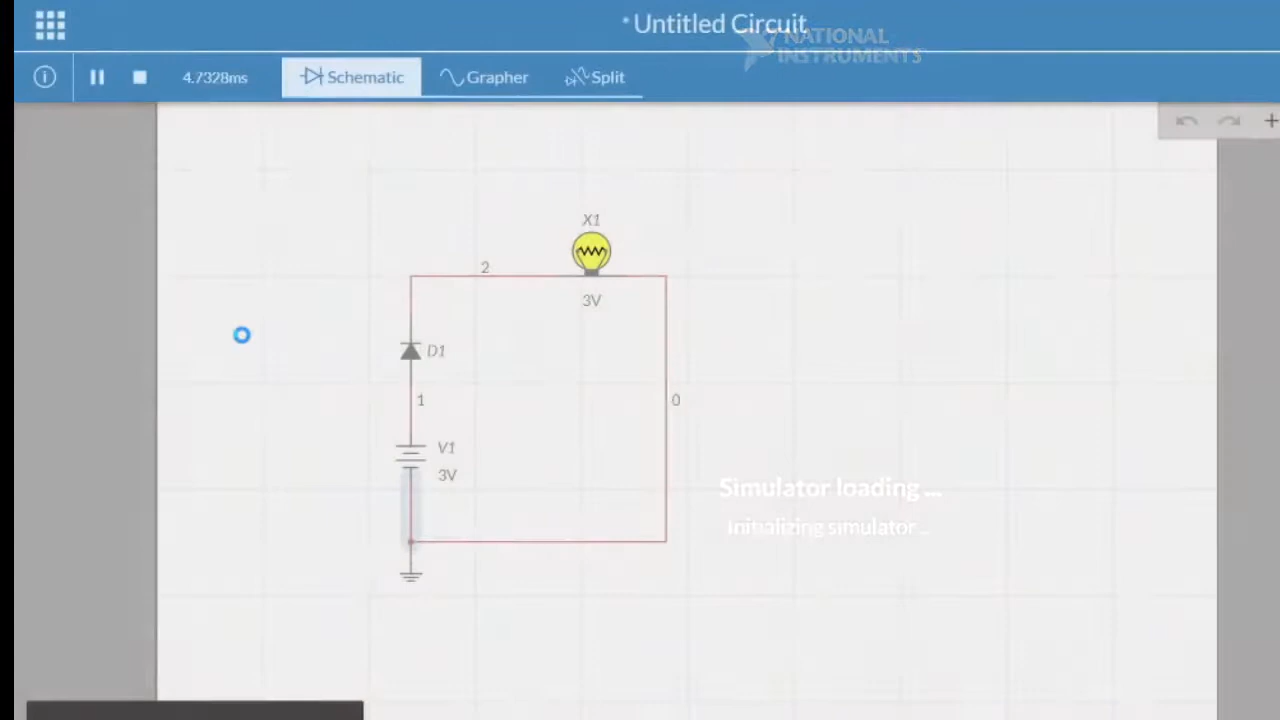 *Untitled Circuit
NATIONAL
INSTRUMENTS
4.7328ms
Schematic
Grapher
Split
X1
2
3V
D1
1
0
V1
3V
Simulator loading ...
Initializing simulator ...